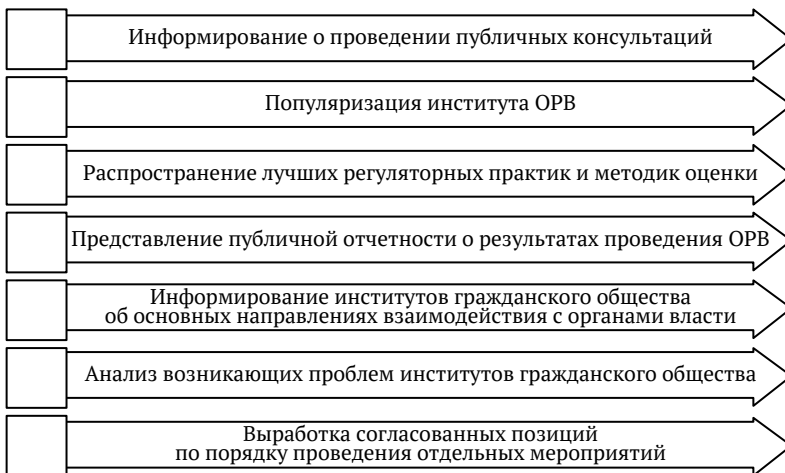 Информирование о проведении публичных консультаций
Популяризация института ОРВ
Распространение лучших регуляторных практик и методик оценки
Представление публичной отчетности о результатах проведения ОРВ
Информирование институтов гражданского общества
об основных направлениях взаимодействия с органами власти
Анализ возникающих проблем институтов гражданского общества
Выработка согласованных позиций
по порядку проведения отдельных мероприятий